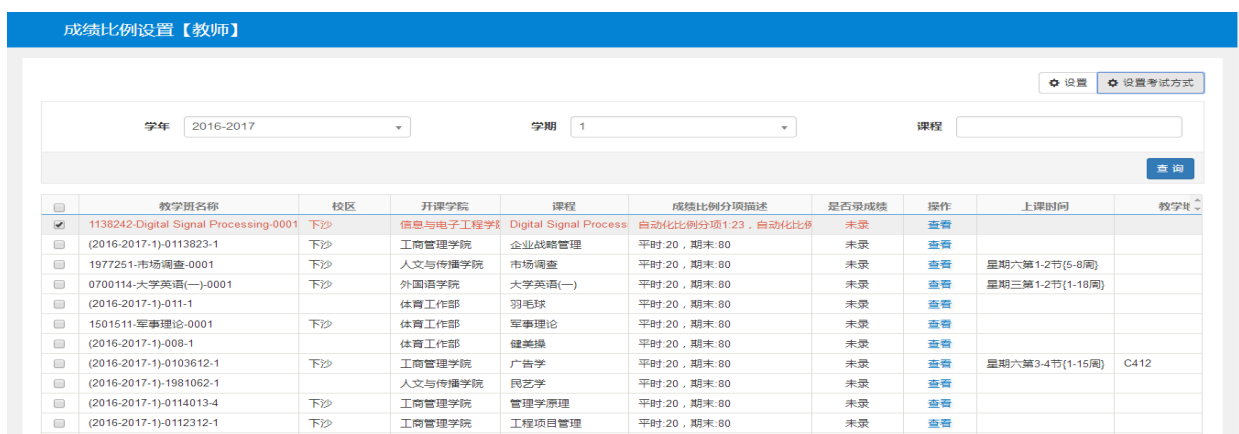 成绩比例设置【教师】
设置 设置考试方式
学年 2016-2017 学期 1 课程
查 询
教学班名称 校区 开课学院 课程 成绩比例分项描述 是否录成绩 操作 上课时间 教学地
1138242-Digital Signal Processing-0001 下沙 信息与电子工程学院 Digital Signal Process 自动化比例分项1:23，自动化比例 未录 查看
(2016-2017-1)-0113823-1 下沙 工商管理学院 企业战略管理 平时:20，期末:80 未录 查看
1977251-市场调查-0001 下沙 人文与传播学院 市场调查 平时:20，期末:80 未录 查看 星期六第1-2节{5-8周}
0700114-大学英语(一)-0001 下沙 外国语学院 大学英语(一) 平时:20，期末:80 未录 查看 星期三第1-2节{1-18周}
(2016-2017-1)-011-1 体育工作部 羽毛球 平时:20，期末:80 未录 查看
1501511-军事理论-0001 下沙 体育工作部 军事理论 平时:20，期末:80 未录 查看
(2016-2017-1)-008-1 体育工作部 健美操 平时:20，期末:80 未录 查看
(2016-2017-1)-0103612-1 下沙 工商管理学院 广告学 平时:20，期末:80 未录 查看 星期六第3-4节{1-15周} C412
(2016-2017-1)-1981062-1 人文与传播学院 民艺学 平时:20，期末:80 未录 查看
(2016-2017-1)-0114013-4 下沙 工商管理学院 管理学原理 平时:20，期末:80 未录 查看
(2016-2017-1)-0112312-1 下沙 工商管理学院 工程项目管理 平时:20，期末:80 未录 查看